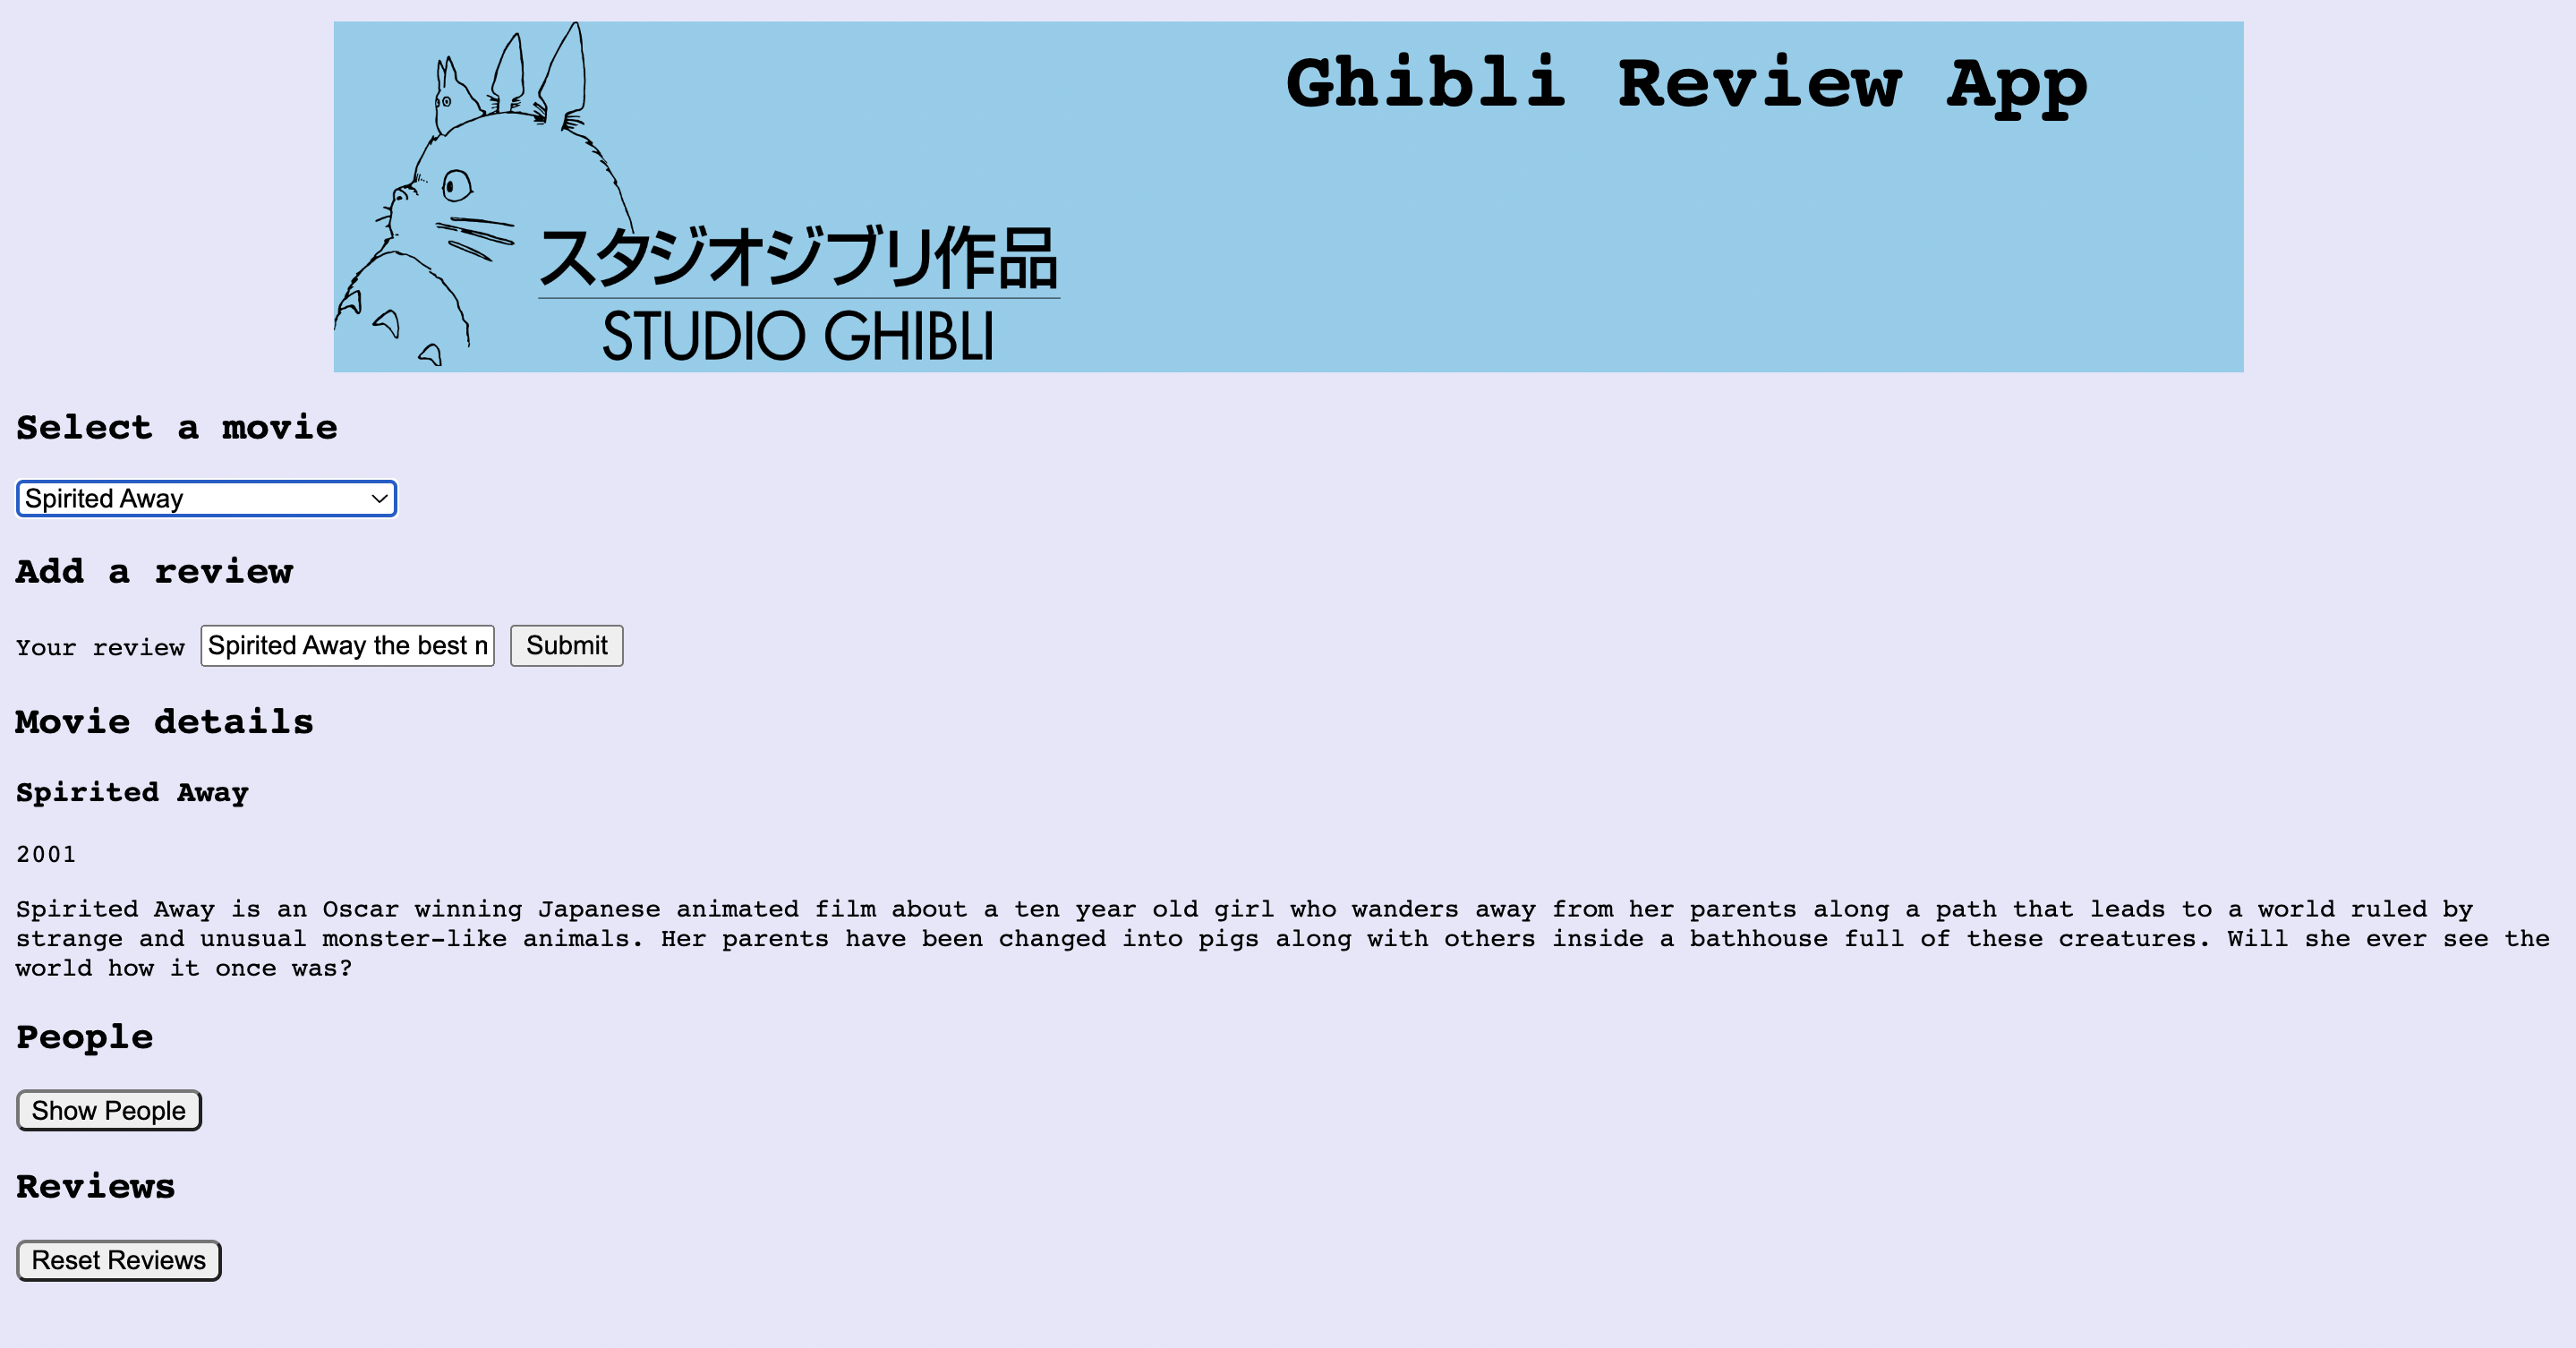 Ghibli Review App
スタジオジブリ作品
STUDIO GHIBLI
Select a movie
Spirited Away
Add a review
Your review Spirited Away the best n Submit
Movie details
Spirited Away
2001
Spirited Away is an Oscar winning Japanese animated film about a ten year old girl who wanders away from her parents along a path that leads to a world ruled by
strange and unusual monster-like animals. Her parents have been changed into pigs along with others inside a bathhouse full of these creatures. Will she ever see the
world how it once was?
People
Show People
Reviews
Reset Reviews